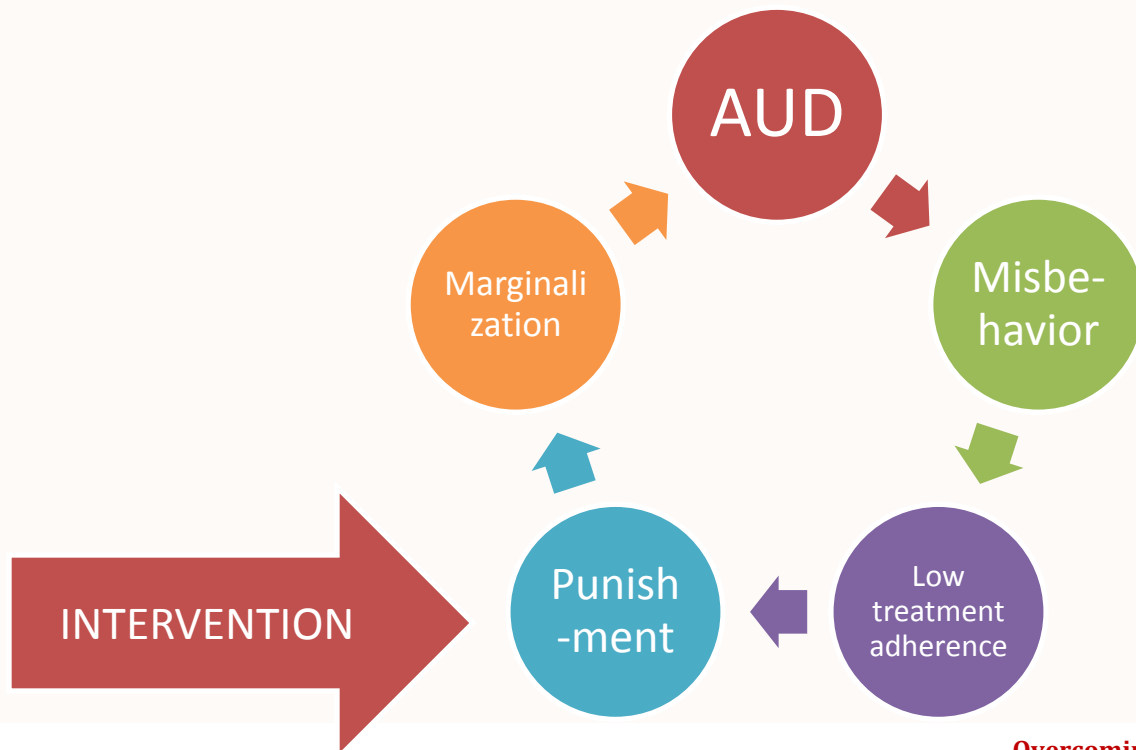 AUD
Marginali
zation
Misbe-
havior
INTERVENTION
Punish
-ment
Low
treatment
adherence